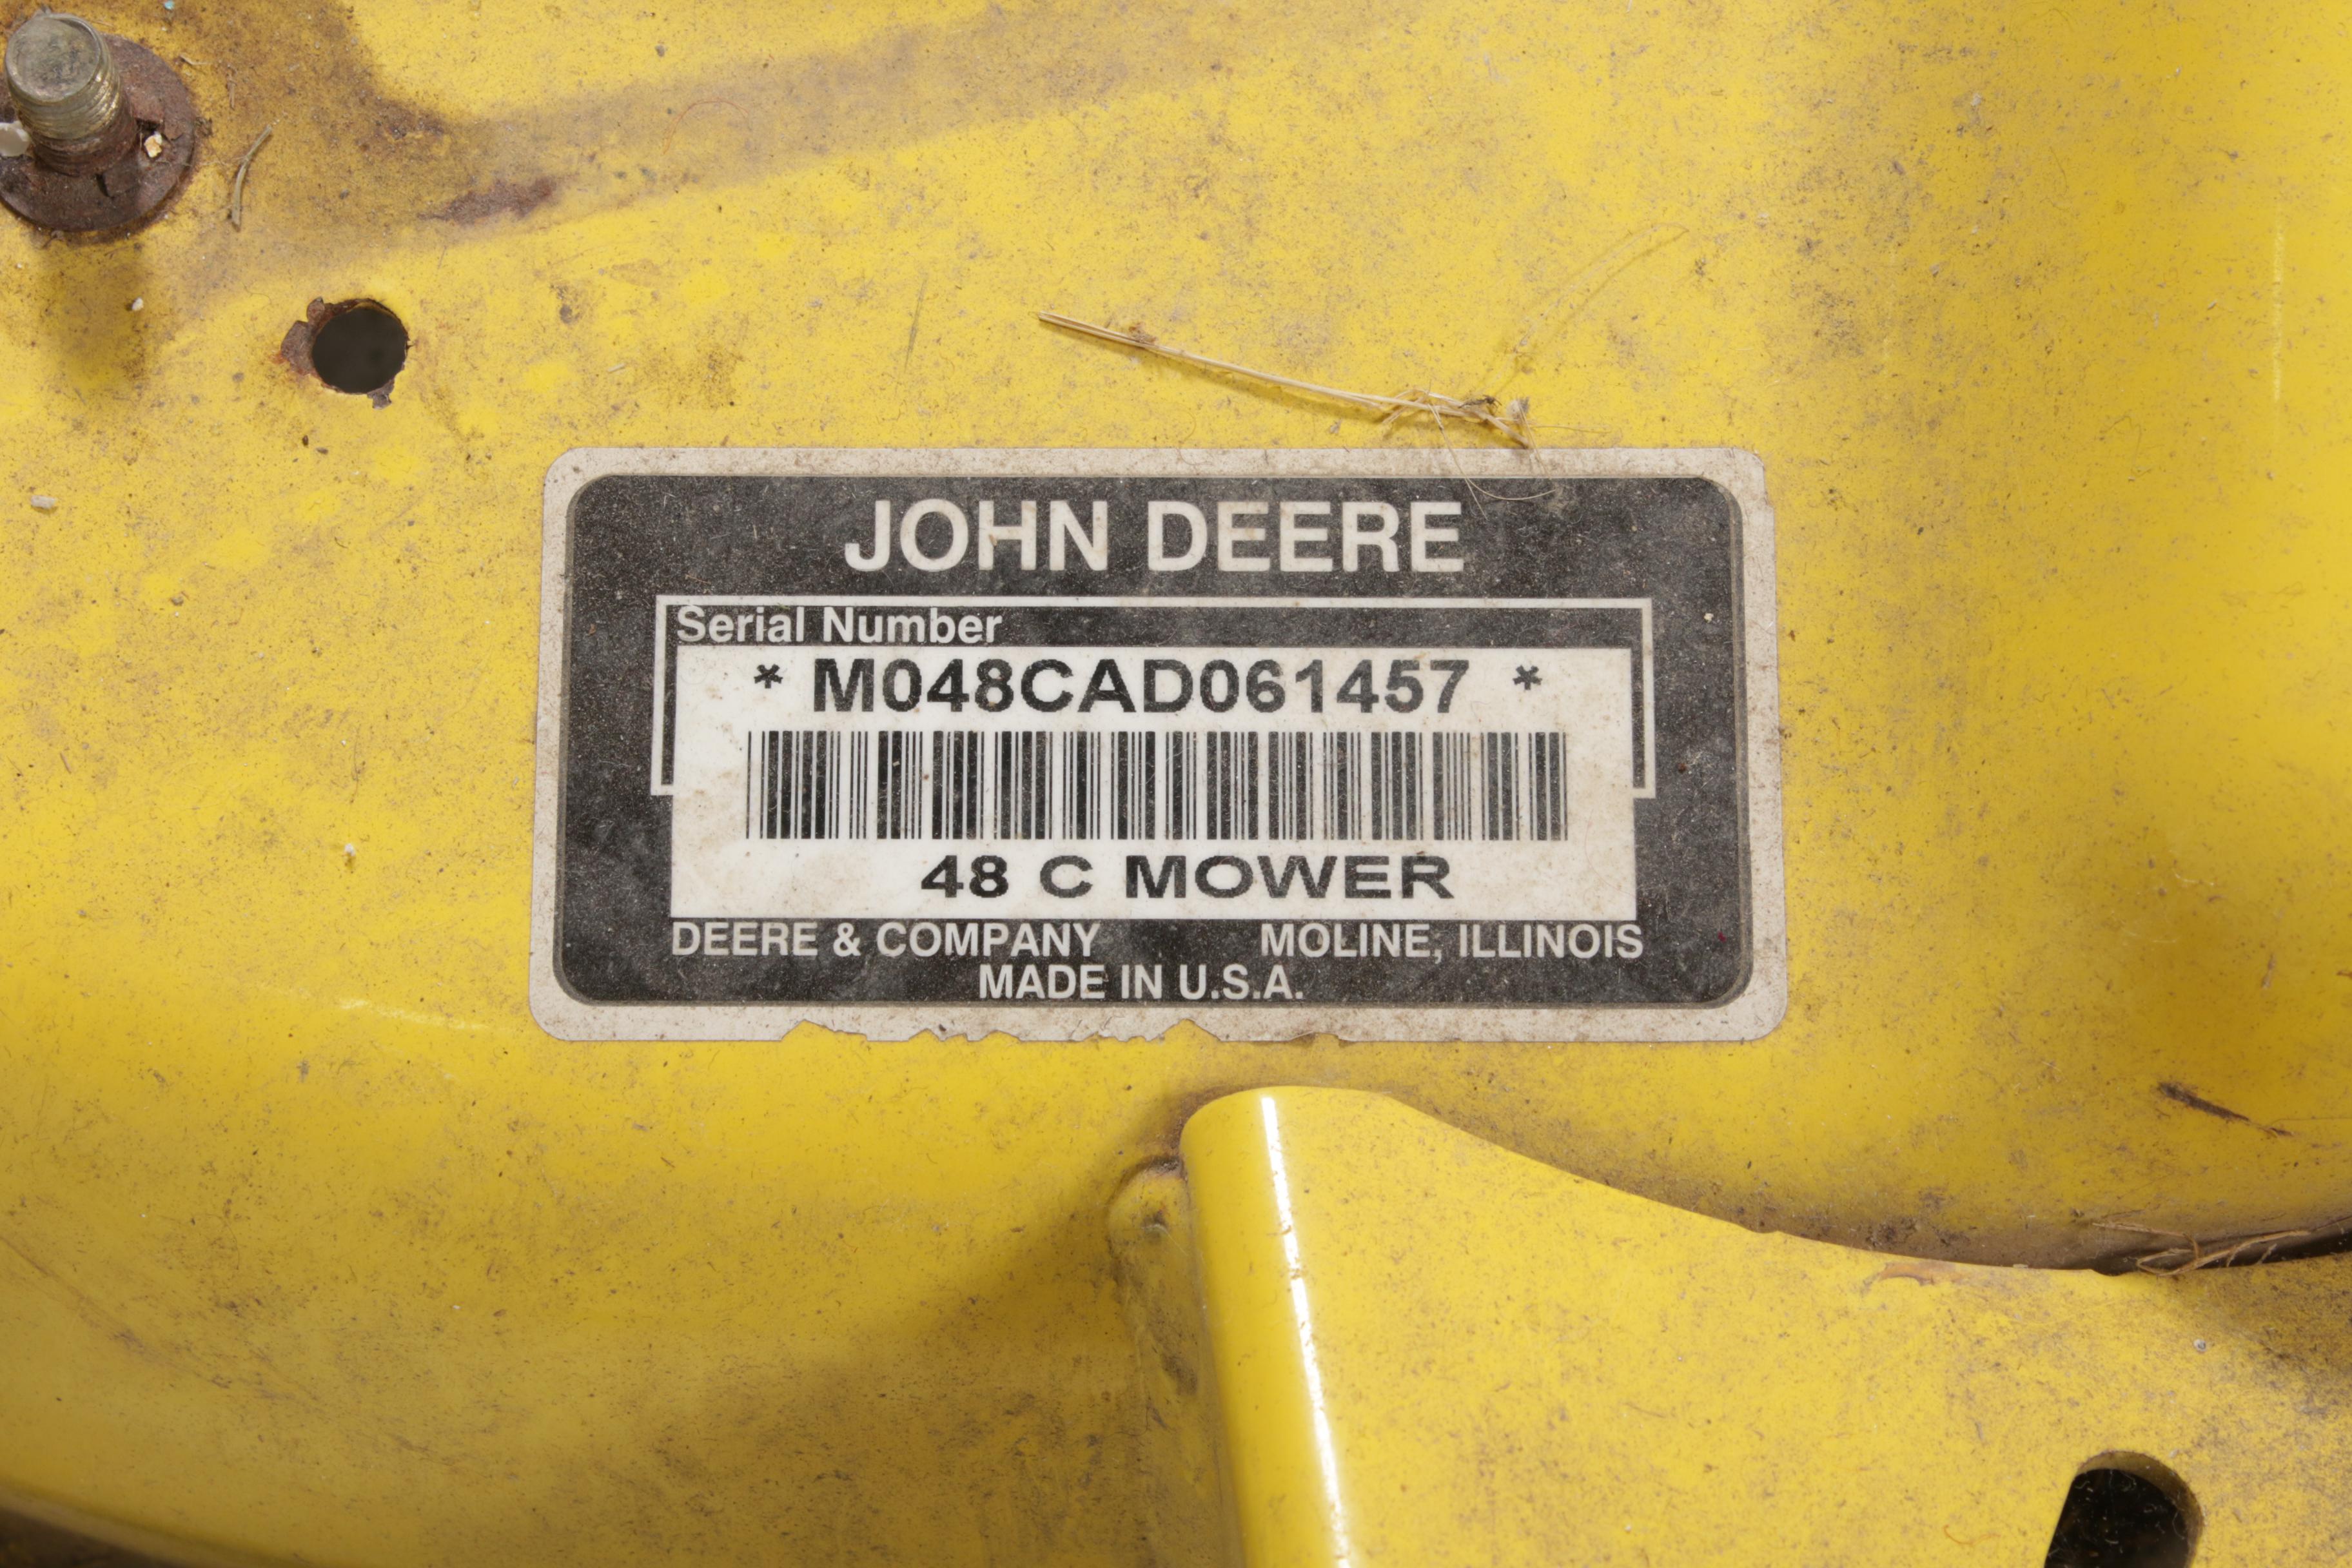 JOHN DEERE
Serial Number
* M048CAD061457 *
48 C MOWER
DEERE & COMPANY MOLINE, ILLINOIS
MADE IN U.S.A.